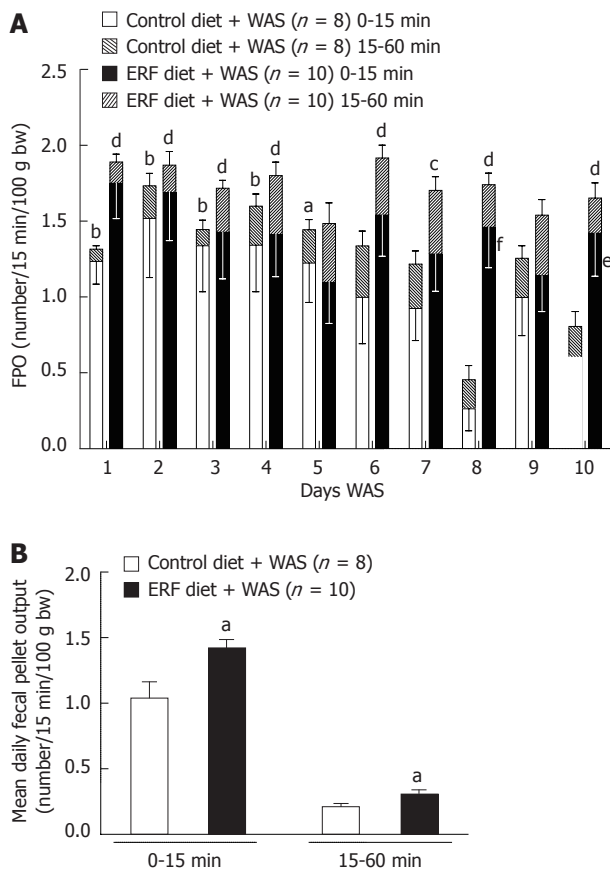 A
Control diet + WAS (n = 8) 0-15 min
Control diet + WAS (n = 8) 15-60 min
ERF diet + WAS (n = 10) 0-15 min
ERF diet + WAS (n = 10) 15-60 min
FPO (number/15 min/100 g bw)
2.5
2.0
1.5
1.0
0.5
0.0
b d b d b d b d a d c d f d e
1 2 3 4 5 6 7 8 9 10
Days WAS
B
Control diet + WAS (n = 8)
ERF diet + WAS (n = 10)
Mean daily fecal pellet output
(number/15 min/100 g bw)
2.0
1.5
1.0
0.5
0.0
a a
0-15 min 15-60 min